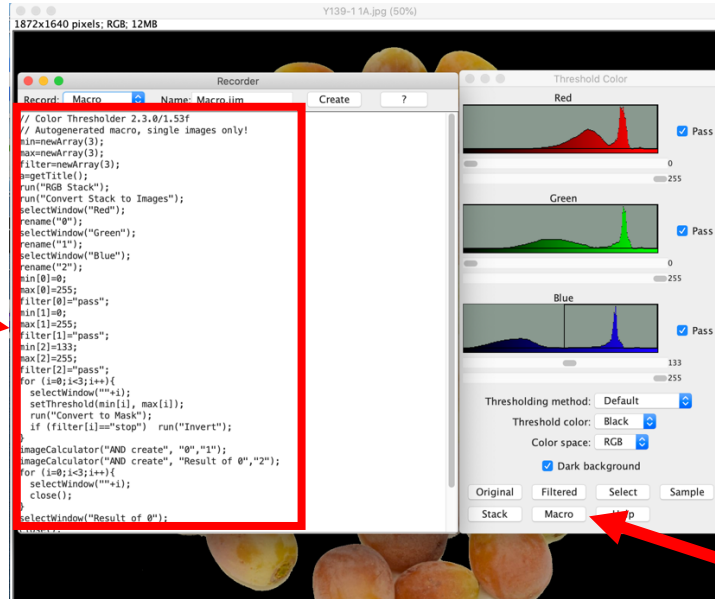 Y139-1 1A.jpg (50%)
1872x1640 pixels; RGB; 12MB
Recorder
Record: Macro Name: Macro.ijm Create ?
// Color Thresholder 2.3.0/1.53f
// Autogenerated macro, single images only!
min=newArray(3);
max=newArray(3);
filter=newArray(3);
a=getTitle();
run("RGB Stack");
run("Convert Stack to Images");
selectWindow("Red");
rename("0");
selectWindow("Green");
rename("1");
selectWindow("Blue");
rename("2");
min[0]=0;
max[0]=255;
filter[0]="pass";
min[1]=0;
max[1]=255;
filter[1]="pass";
min[2]=133;
max[2]=255;
filter[2]="pass";
for (i=0;i<3;i++){
selectWindow(""+i);
setThreshold(min[i], max[i]);
run("Convert to Mask");
if (filter[i]=="stop")  run("Invert");
}
imageCalculator("AND create", "0","1");
imageCalculator("AND create", "Result of 0","2");
for (i=0;i<3;i++){
selectWindow(""+i);
close();
}
selectWindow("Result of 0");
close();
Threshold Color
Red
Pass
0
255
Green
Pass
0
255
Blue
Pass
133
255
Thresholding method: Default
Threshold color: Black
Color space: RGB
Dark background
Original Filtered Select Sample
Stack Macro Help